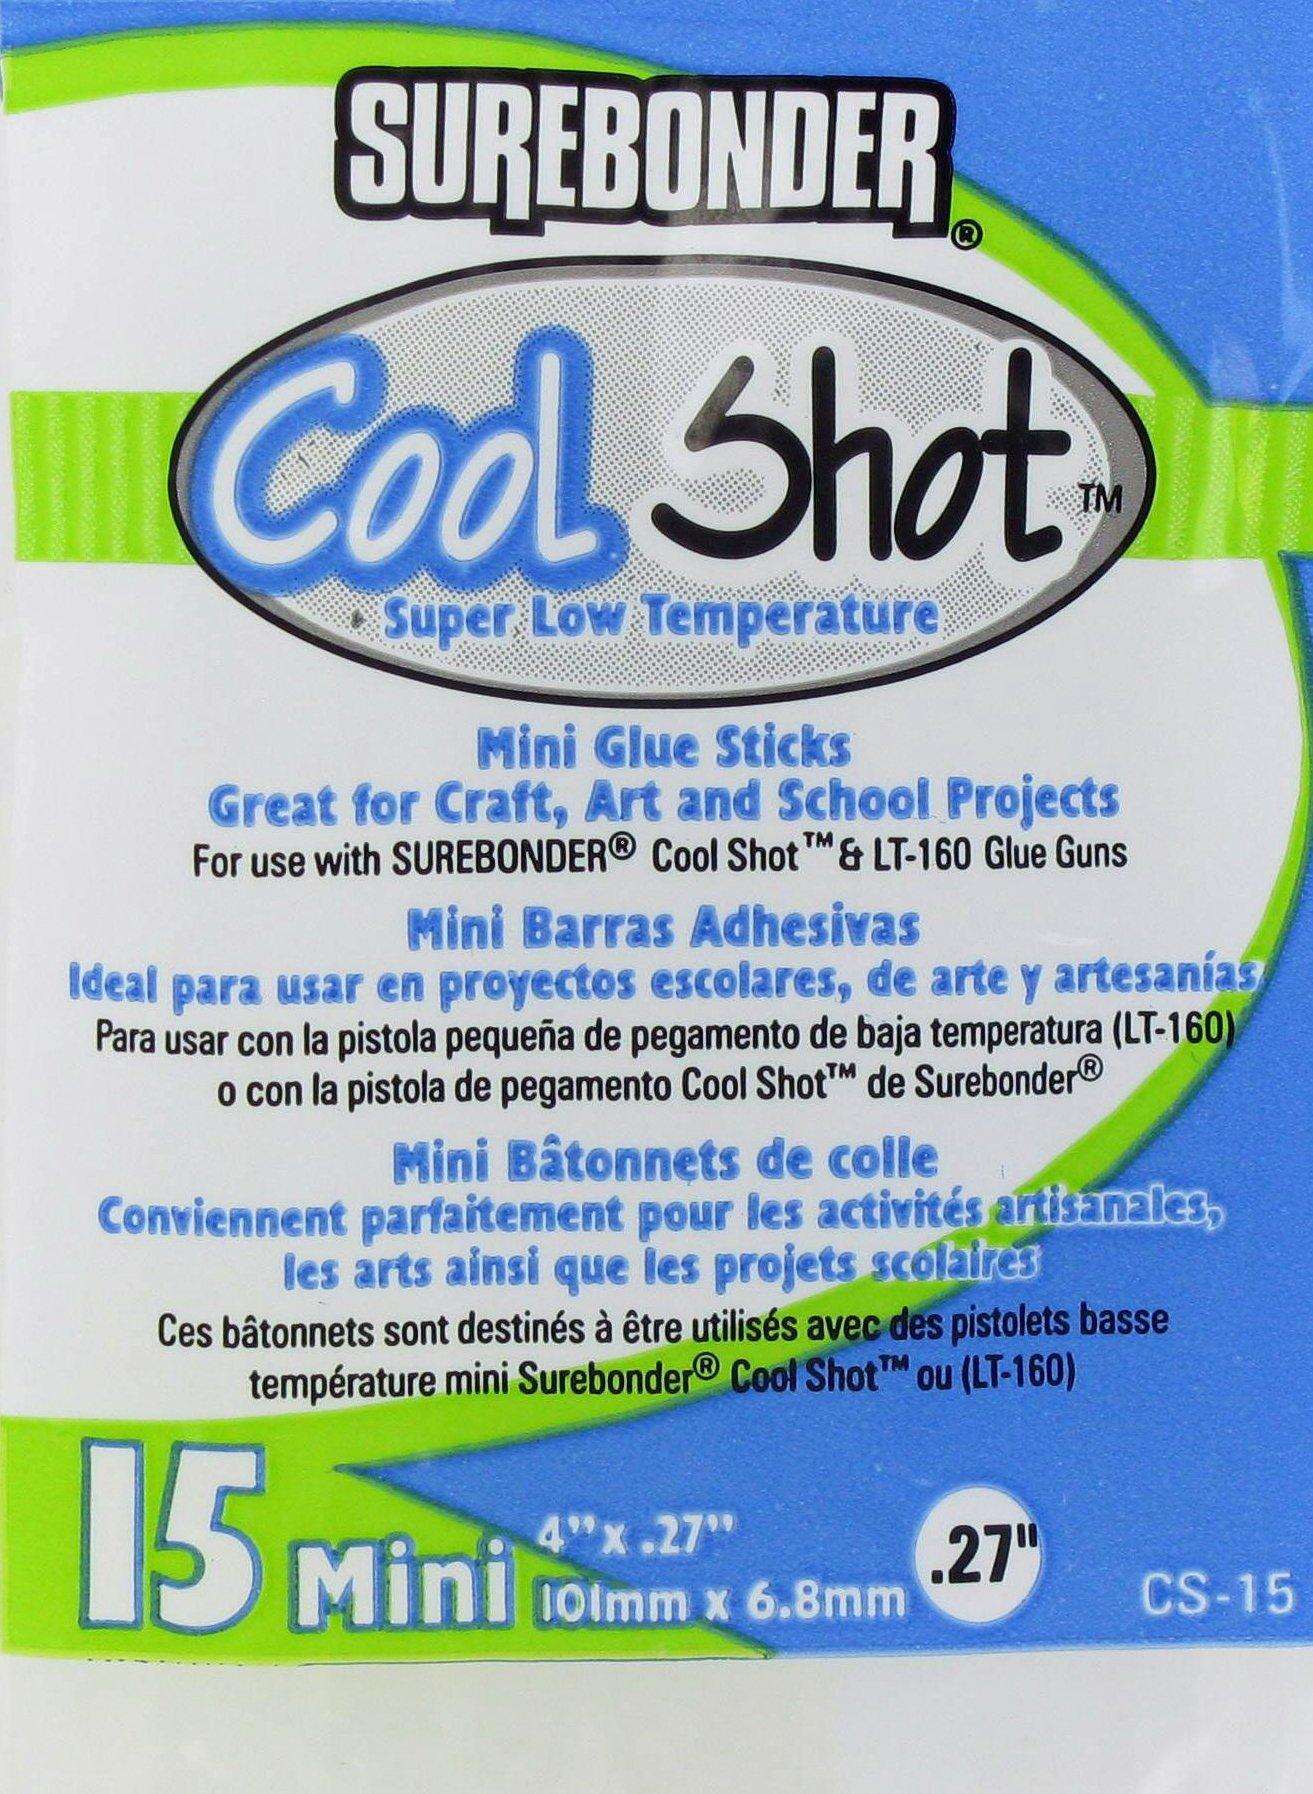 SUREBONDER®
Cool Shot™
Super Low Temperature
Mini Glue Sticks
Great for Craft, Art and School Projects
For use with SUREBONDER® Cool Shot™ & LT-160 Glue Guns
Mini Barras Adhesivas
Ideal para usar en proyectos escolares, de arte y artesanías
Para usar con la pistola pequeña de pegamento de baja temperatura (LT-160)
o con la pistola de pegamento Cool Shot™ de Surebonder®
Mini Bâtonnets de colle
Conviennent parfaitement pour les activités artisanales,
les arts ainsi que les projets scolaires
Ces bâtonnets sont destinés à être utilisés avec des pistolets basse
température mini Surebonder® Cool Shot™ ou (LT-160)
15 Mini
4" x .27"
101mm x 6.8mm
.27"
CS-15